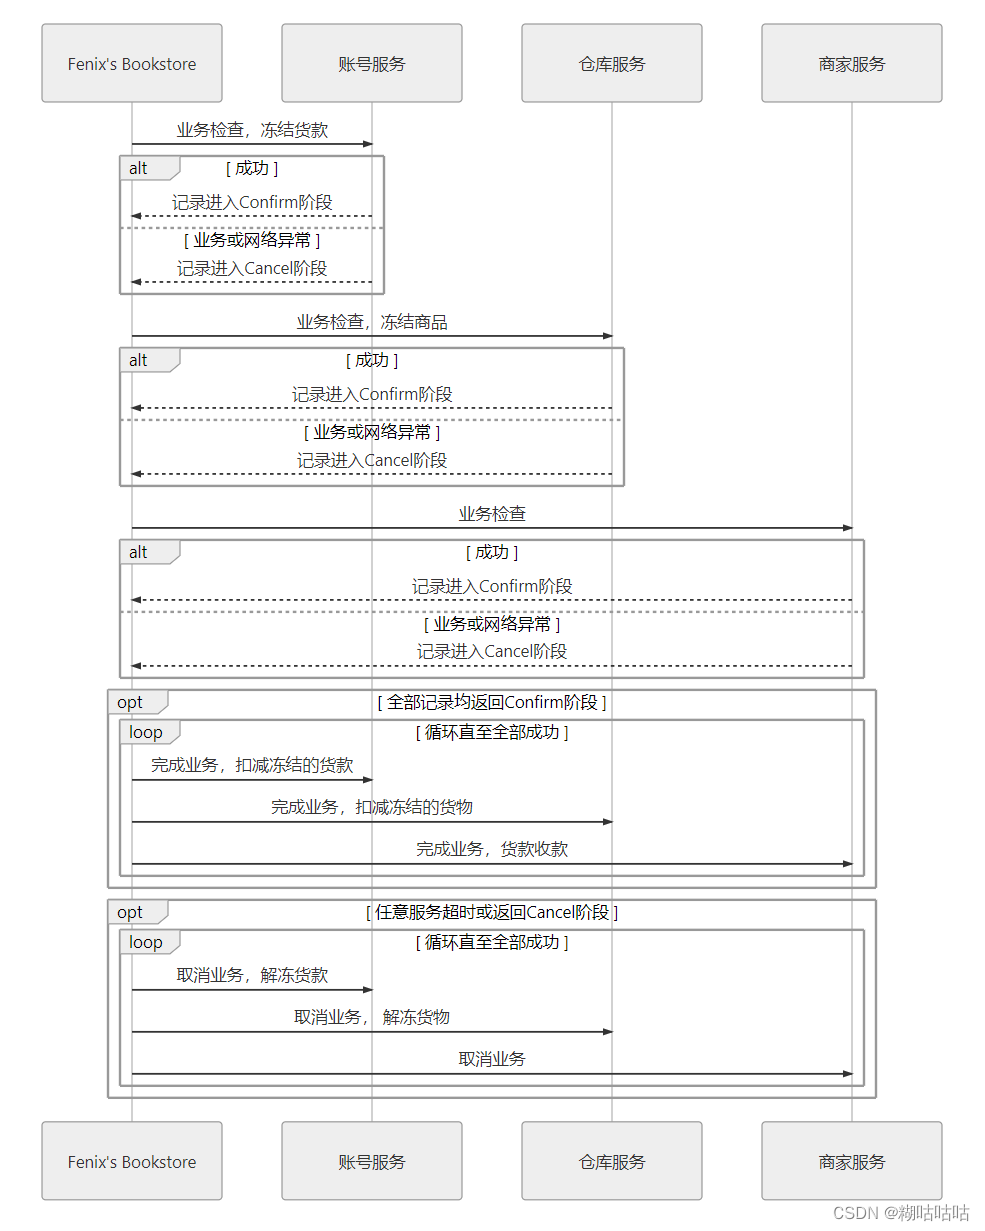 Fenix's Bookstore
账号服务
仓库服务
商家服务
业务检查，冻结货款
alt
[ 成功 ]
记录进入Confirm阶段
[ 业务或网络异常 ]
记录进入Cancel阶段
业务检查，冻结商品
alt
[ 成功 ]
记录进入Confirm阶段
[ 业务或网络异常 ]
记录进入Cancel阶段
业务检查
alt
[ 成功 ]
记录进入Confirm阶段
[ 业务或网络异常 ]
记录进入Cancel阶段
opt
[ 全部记录均返回Confirm阶段 ]
loop
[ 循环直至全部成功 ]
完成业务，扣减冻结的货款
完成业务，扣减冻结的货物
完成业务，货款收款
opt
[ 任意服务超时或返回Cancel阶段 ]
loop
[ 循环直至全部成功 ]
取消业务，解冻货款
取消业务， 解冻货物
取消业务
Fenix's Bookstore
账号服务
仓库服务
商家服务
CSDN @糊咕咕咕